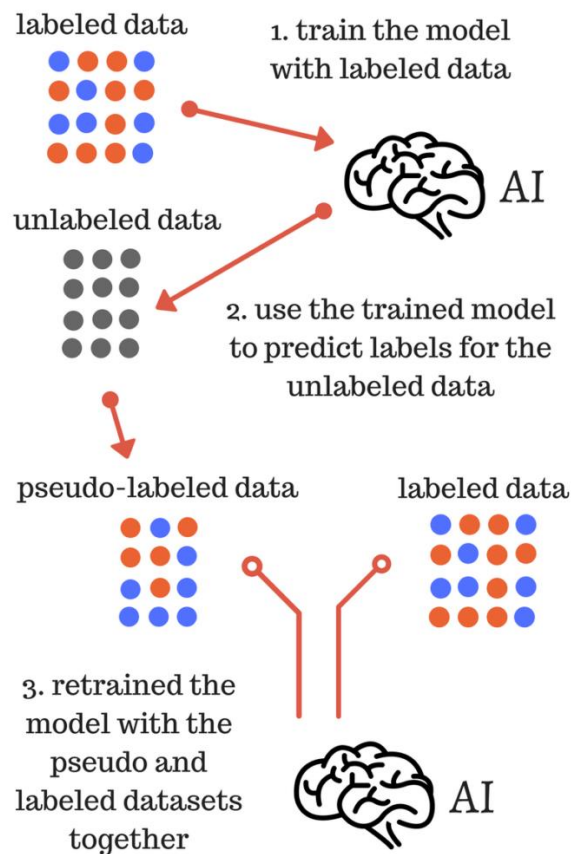 labeled data
1. train the model
with labeled data
AI
unlabeled data
2. use the trained model
to predict labels for the
unlabeled data
pseudo-labeled data
labeled data
3. retrained the
model with the
pseudo and
labeled datasets
together
AI